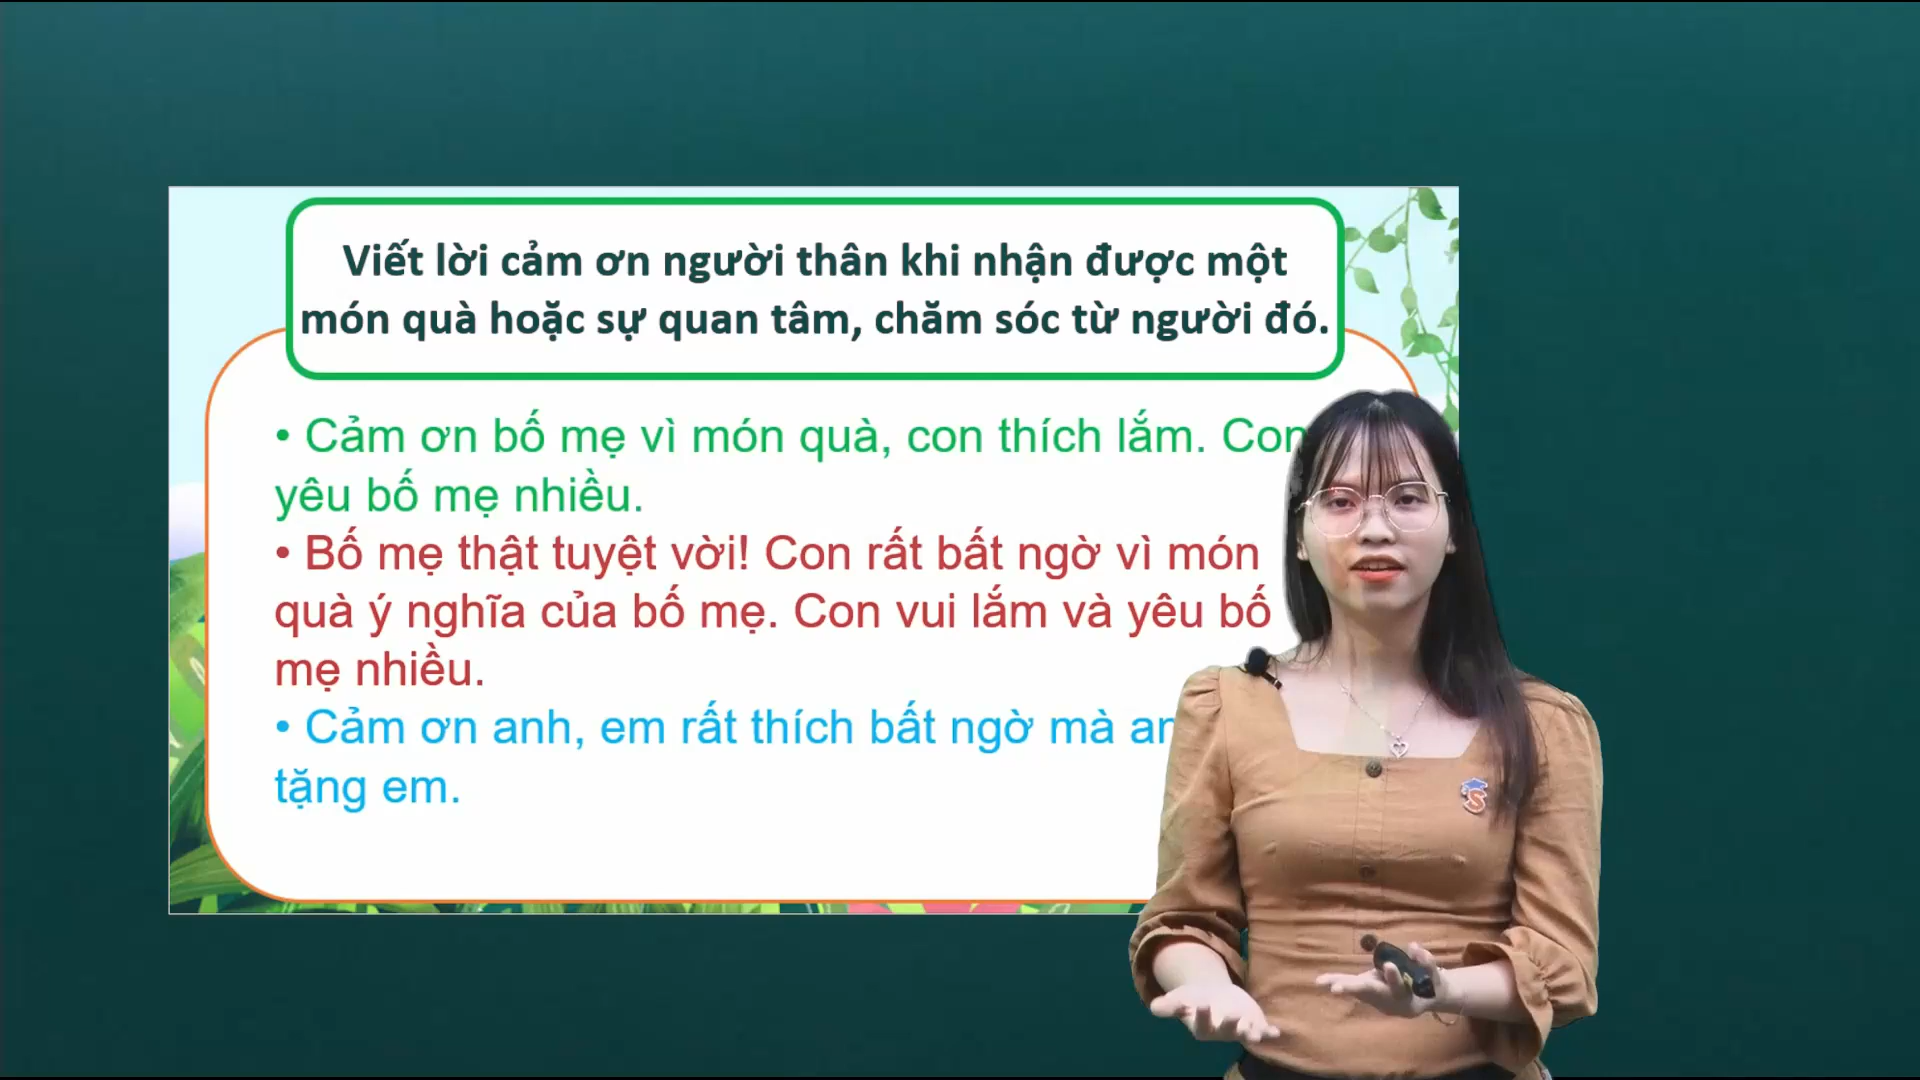 Viết lời cảm ơn người thân khi nhận được một
món quà hoặc sự quan tâm, chăm sóc từ người đó.
• Cảm ơn bố mẹ vì món quà, con thích lắm. Con
yêu bố mẹ nhiều.
• Bố mẹ thật tuyệt vời! Con rất bất ngờ vì món
quà ý nghĩa của bố mẹ. Con vui lắm và yêu bố
mẹ nhiều.
• Cảm ơn anh, em rất thích bất ngờ mà
tặng em.